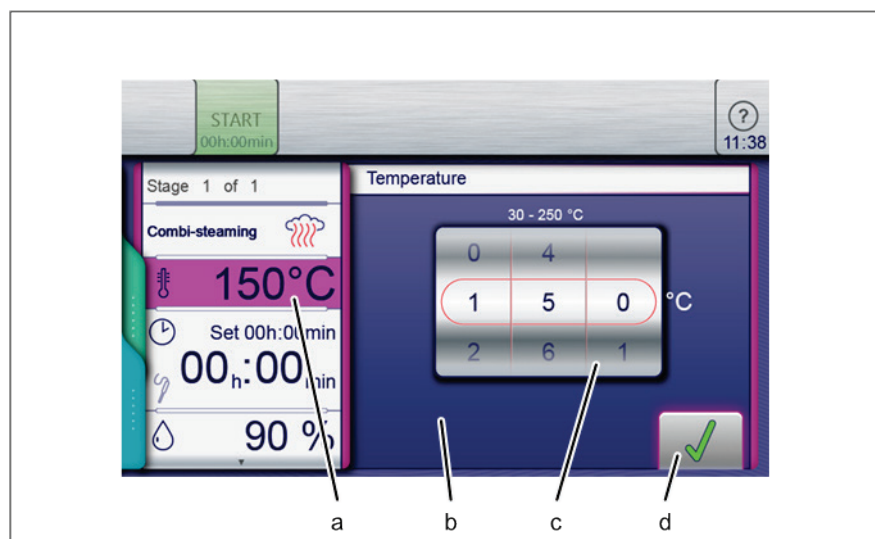 START
00h:00min
?
11:38
Stage 1 of 1
Temperature
Combi-steaming
30 - 250 °C
150°C
0 4
1 5 0 °C
2 6 1
Set 00h:00min
00h:00min
90 %
a b c d